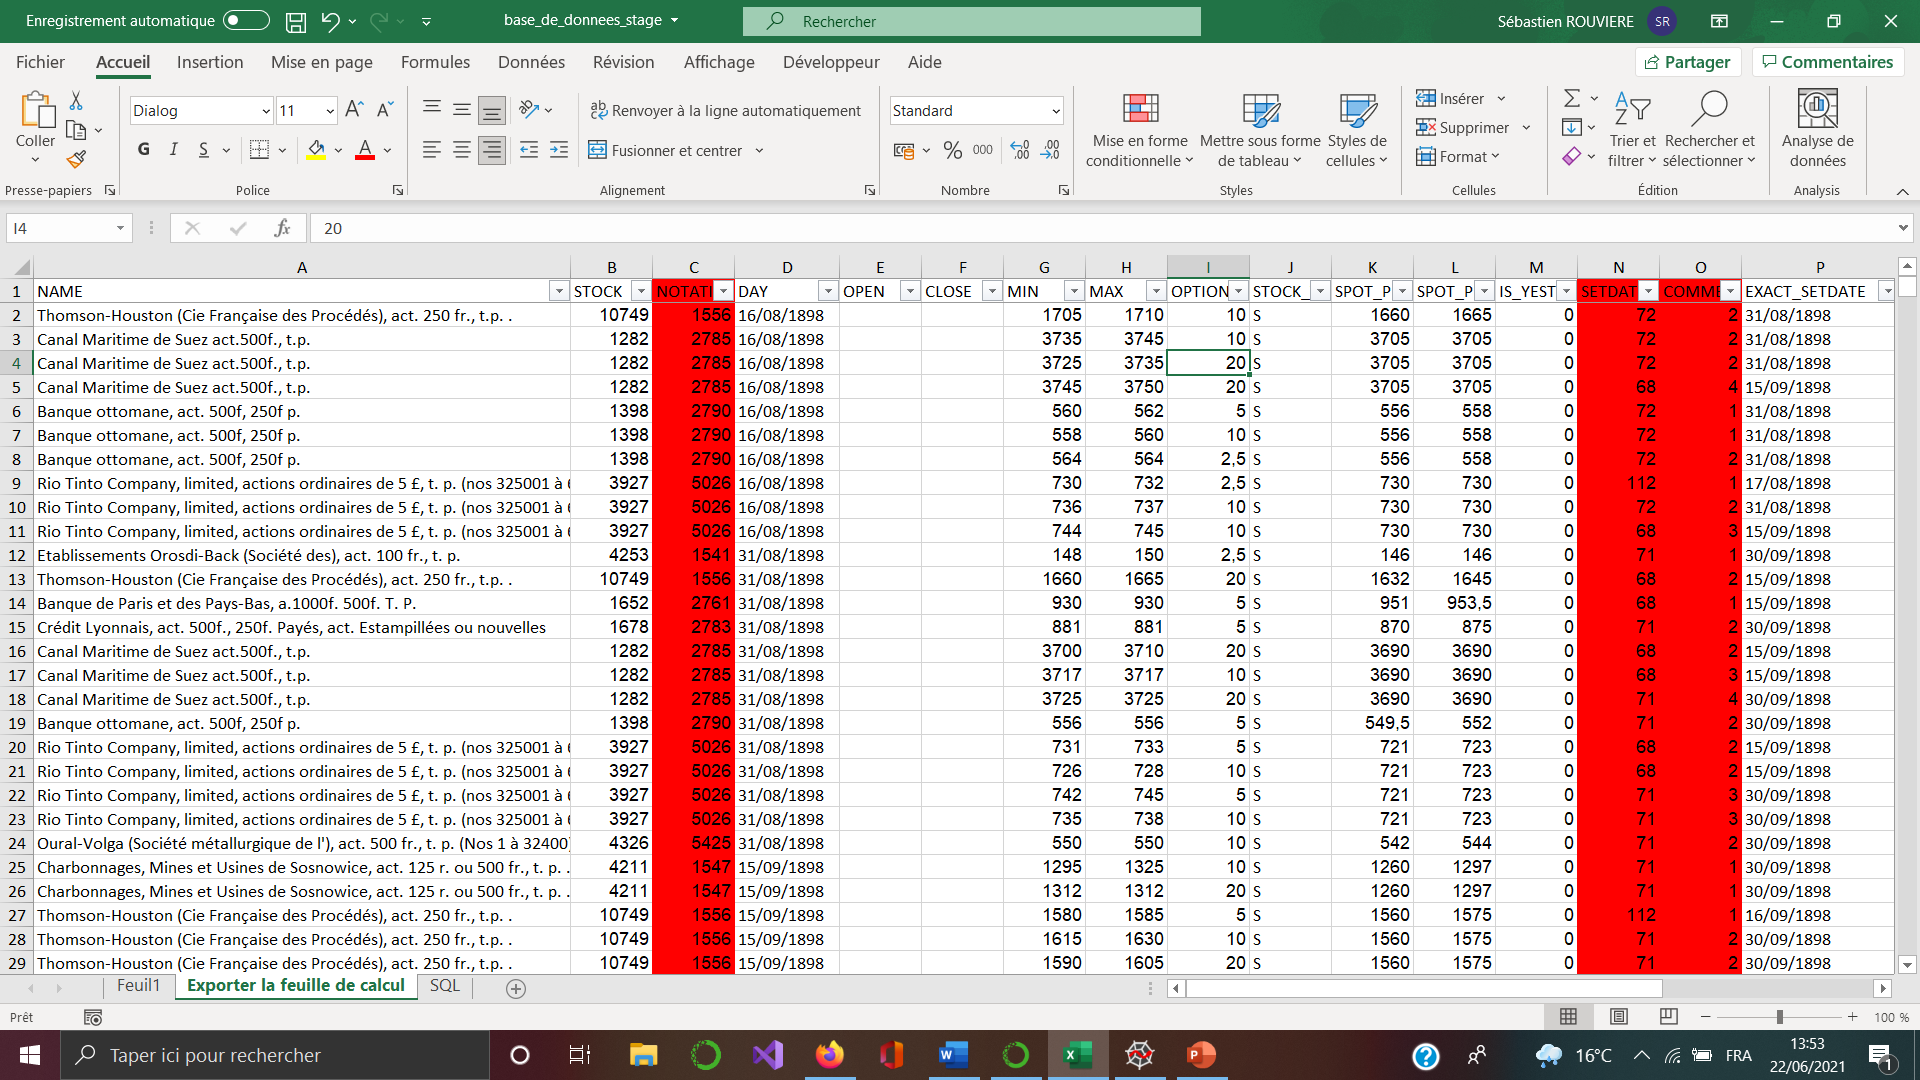 Enregistrement automatique base_de_donnees_stage Rechercher Sébastien ROUVIERE SR
Fichier Accueil Insertion Mise en page Formules Données Révision Affichage Développeur Aide Partager Commentaires
Coller Dialog 11 Renvoyer à la ligne automatiquement Standard Mise en forme conditionnelle Mettre sous forme de tableau Styles de cellules Insérer Supprimer Format Trier et filtrer Rechercher et sélectionner Analyse de données
G I S A Fusionner et centrer % 000
Presse-papiers Police Alignement Nombre Styles Cellules Édition Analysis
I4 fx 20
A B C D E F G H I J K L M N O P
1 NAME STOCK NOTATI DAY OPEN CLOSE MIN MAX OPTION STOCK_ SPOT_P SPOT_P IS_YEST SETDAT COMME EXACT_SETDATE
2 Thomson-Houston (Cie Française des Procédés), act. 250 fr., t.p. . 10749 1556 16/08/1898 1705 1710 10 S 1660 1665 0 72 2 31/08/1898
3 Canal Maritime de Suez act.500f., t.p. 1282 2785 16/08/1898 3735 3745 10 S 3705 3705 0 72 2 31/08/1898
4 Canal Maritime de Suez act.500f., t.p. 1282 2785 16/08/1898 3725 3735 20 S 3705 3705 0 72 2 31/08/1898
5 Canal Maritime de Suez act.500f., t.p. 1282 2785 16/08/1898 3745 3750 20 S 3705 3705 0 68 4 15/09/1898
6 Banque ottomane, act. 500f, 250f p. 1398 2790 16/08/1898 560 562 5 S 556 558 0 72 1 31/08/1898
7 Banque ottomane, act. 500f, 250f p. 1398 2790 16/08/1898 558 560 10 S 556 558 0 72 1 31/08/1898
8 Banque ottomane, act. 500f, 250f p. 1398 2790 16/08/1898 564 564 2,5 S 556 558 0 72 2 31/08/1898
9 Rio Tinto Company, limited, actions ordinaires de 5 £, t. p. (nos 325001 à 3927 5026 16/08/1898 730 732 2,5 S 730 730 0 112 1 17/08/1898
10 Rio Tinto Company, limited, actions ordinaires de 5 £, t. p. (nos 325001 à 3927 5026 16/08/1898 736 737 10 S 730 730 0 72 2 31/08/1898
11 Rio Tinto Company, limited, actions ordinaires de 5 £, t. p. (nos 325001 à 3927 5026 16/08/1898 744 745 10 S 730 730 0 68 3 15/09/1898
12 Etablissements Orosdi-Back (Société des), act. 100 fr., t. p. 4253 1541 31/08/1898 148 150 2,5 S 146 146 0 71 1 30/09/1898
13 Thomson-Houston (Cie Française des Procédés), act. 250 fr., t.p. . 10749 1556 31/08/1898 1660 1665 20 S 1632 1645 0 68 2 15/09/1898
14 Banque de Paris et des Pays-Bas, a.1000f. 500f. T. P. 1652 2761 31/08/1898 930 930 5 S 951 953,5 0 68 1 15/09/1898
15 Crédit Lyonnais, act. 500f., 250f. Payés, act. Estampillées ou nouvelles 1678 2783 31/08/1898 881 881 5 S 870 875 0 71 2 30/09/1898
16 Canal Maritime de Suez act.500f., t.p. 1282 2785 31/08/1898 3700 3710 20 S 3690 3690 0 68 2 15/09/1898
17 Canal Maritime de Suez act.500f., t.p. 1282 2785 31/08/1898 3717 3717 10 S 3690 3690 0 68 3 15/09/1898
18 Canal Maritime de Suez act.500f., t.p. 1282 2785 31/08/1898 3725 3725 20 S 3690 3690 0 71 4 30/09/1898
19 Banque ottomane, act. 500f, 250f p. 1398 2790 31/08/1898 556 556 5 S 549,5 552 0 71 2 30/09/1898
20 Rio Tinto Company, limited, actions ordinaires de 5 £, t. p. (nos 325001 à 3927 5026 31/08/1898 731 733 5 S 721 723 0 68 2 15/09/1898
21 Rio Tinto Company, limited, actions ordinaires de 5 £, t. p. (nos 325001 à 3927 5026 31/08/1898 726 728 10 S 721 723 0 68 2 15/09/1898
22 Rio Tinto Company, limited, actions ordinaires de 5 £, t. p. (nos 325001 à 3927 5026 31/08/1898 742 745 5 S 721 723 0 71 3 30/09/1898
23 Rio Tinto Company, limited, actions ordinaires de 5 £, t. p. (nos 325001 à 3927 5026 31/08/1898 735 738 10 S 721 723 0 71 3 30/09/1898
24 Oural-Volga (Société métallurgique de l'), act. 500 fr., t. p. (Nos 1 à 32400) 4326 5425 31/08/1898 550 550 10 S 542 544 0 71 2 30/09/1898
25 Charbonnages, Mines et Usines de Sosnowice, act. 125 r. ou 500 fr., t. p. . 4211 1547 15/09/1898 1295 1325 10 S 1260 1297 0 71 1 30/09/1898
26 Charbonnages, Mines et Usines de Sosnowice, act. 125 r. ou 500 fr., t. p. . 4211 1547 15/09/1898 1312 1312 20 S 1260 1297 0 71 1 30/09/1898
27 Thomson-Houston (Cie Française des Procédés), act. 250 fr., t.p. . 10749 1556 15/09/1898 1580 1585 5 S 1560 1575 0 112 1 16/09/1898
28 Thomson-Houston (Cie Française des Procédés), act. 250 fr., t.p. . 10749 1556 15/09/1898 1615 1630 10 S 1560 1575 0 71 2 30/09/1898
29 Thomson-Houston (Cie Française des Procédés), act. 250 fr., t.p. . 10749 1556 15/09/1898 1590 1605 20 S 1560 1575 0 71 2 30/09/1898
Feuil1 Exporter la feuille de calcul SQL
Prêt 100 %
Taper ici pour rechercher 16°C FRA 13:53
22/06/2021 1